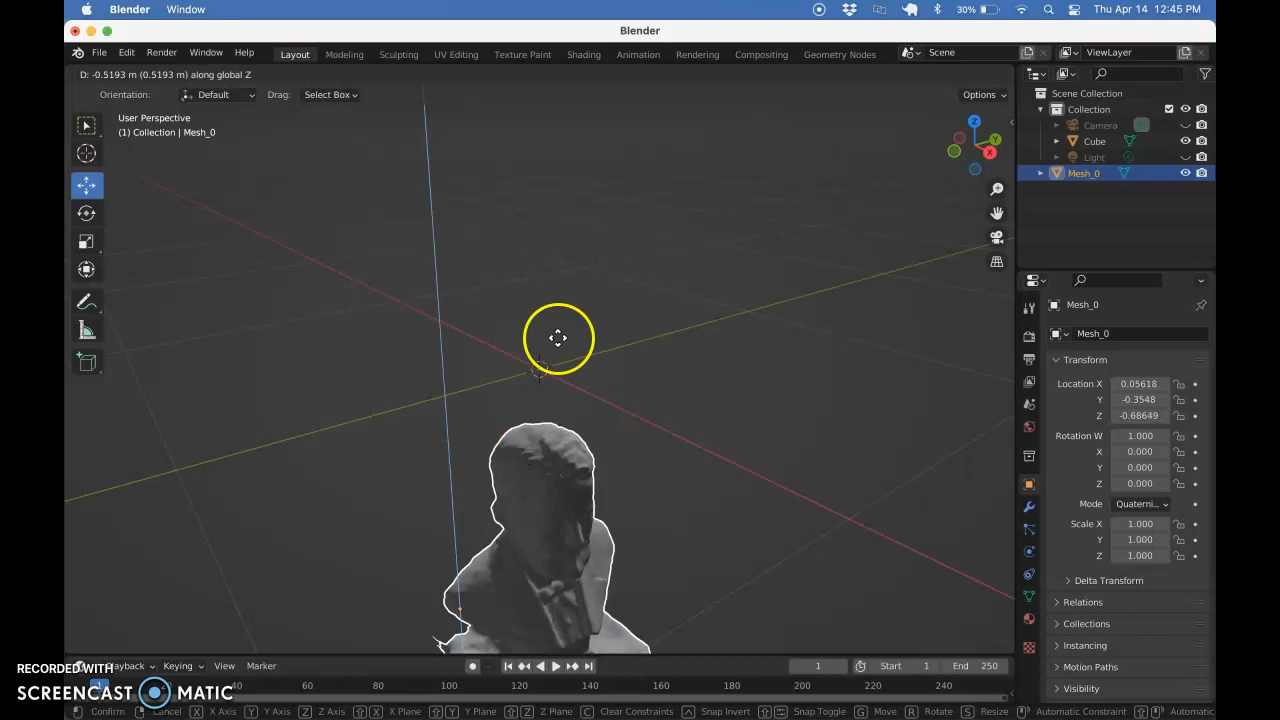 Blender Window 30% Thu Apr 14 12:45 PM
Blender
File Edit Render Window Help Layout Modeling Sculpting UV Editing Texture Paint Shading Animation Rendering Compositing Geometry Nodes Scene ViewLayer
D: -0.5193 m (0.5193 m) along global Z
Orientation: Default Drag: Select Box Options
User Perspective
(1) Collection | Mesh_0
Z
Y
X
Scene Collection
Collection
Camera
Cube
Light
Mesh_0
Mesh_0
Mesh_0
Transform
Location X 0.05618
Y -0.3548
Z -0.68649
Rotation W 1.000
X 0.000
Y 0.000
Z 0.000
Mode Quaterni...
Scale X 1.000
Y 1.000
Z 1.000
Delta Transform
Relations
Collections
Instancing
Motion Paths
Visibility
Playback Keying View Marker 1 Start 1 End 250
1 20 40 60 80 100 120 140 160 180 200 220 240
Confirm Cancel X X Axis Y Y Axis Z Z Axis X X Plane Y Y Plane Z Z Plane C Clear Constraints Snap Invert Snap Toggle G Move R Rotate S Resize Automatic Constraint Automatic
RECORDED WITH
SCREENCAST MATIC